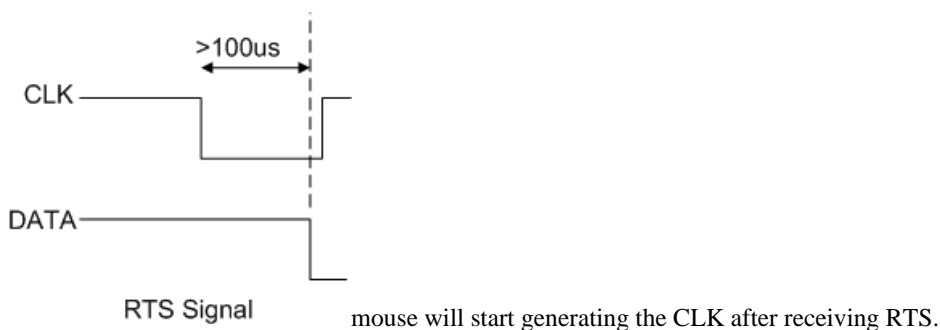 >100us
CLK
DATA
RTS Signal
mouse will start generating the CLK after receiving RTS.